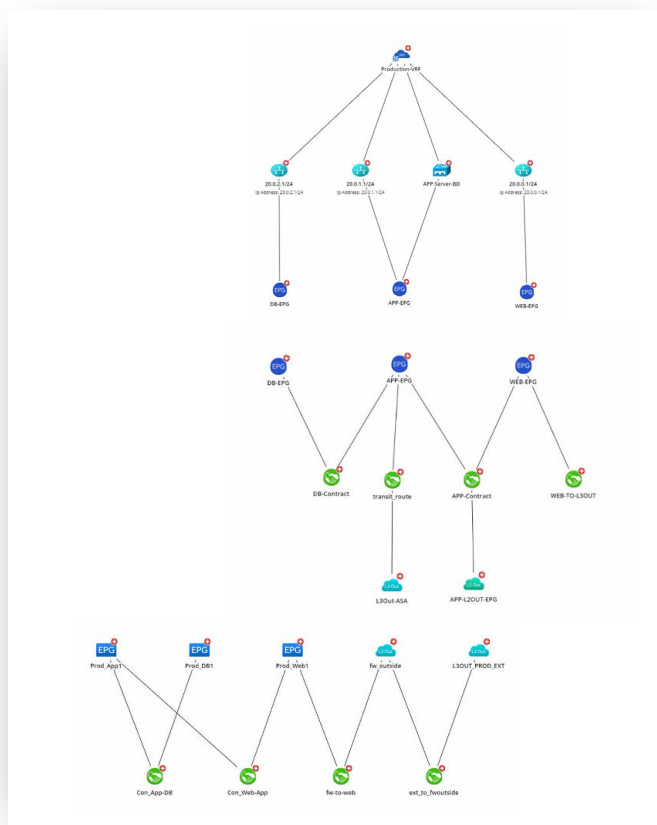 Production-VRF
20.0.2.1/24
20.0.1.1/24
APP-Server-BD
20.0.0.1/24
Ip Address: 20.0.2.1/24
Ip Address: 20.0.1.1/24
Ip Address: 20.0.0.1/24
EPG
EPG
EPG
DB-EPG
APP-EPG
WEB-EPG
EPG
EPG
EPG
DB-EPG
APP-EPG
WEB-EPG
DB-Contract
transit_route
APP-Contract
WEB-TO-L3OUT
L3Out
L2Out
L3Out-ASA
APP-L2OUT-EPG
EPG
EPG
EPG
L3Out
L3Out
Prod_App1
Prod_DB1
Prod_Web1
fw_outside
L3OUT_PROD_EXT
Con_App-DB
Con_Web-App
fw-to-web
ext_to_fwoutside